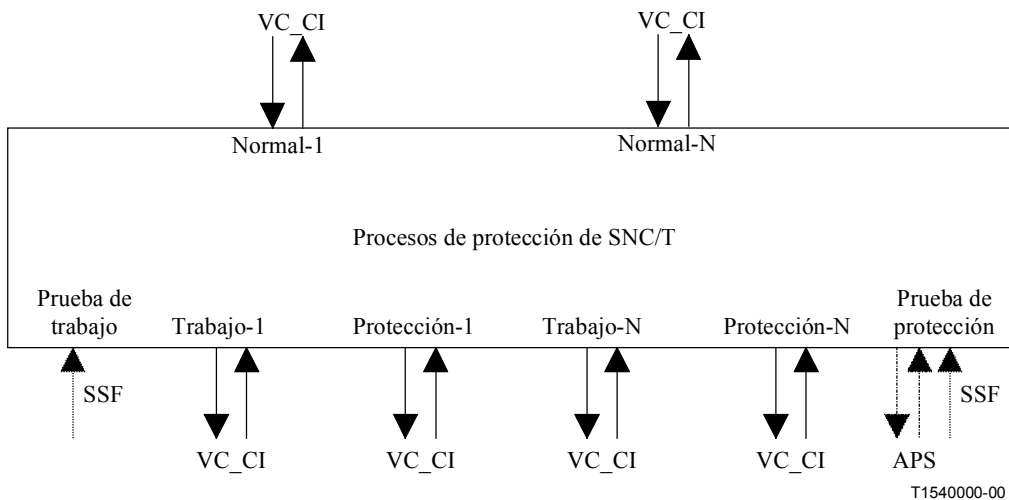 VC_CI VC_CI
Normal-1 Normal-N
Procesos de protección de SNC/T
Prueba de Prueba de
trabajo Trabajo-1 Protección-1 Trabajo-N Protección-N protección
SSF SSF
VC_CI VC_CI VC_CI VC_CI APS
T1540000-00